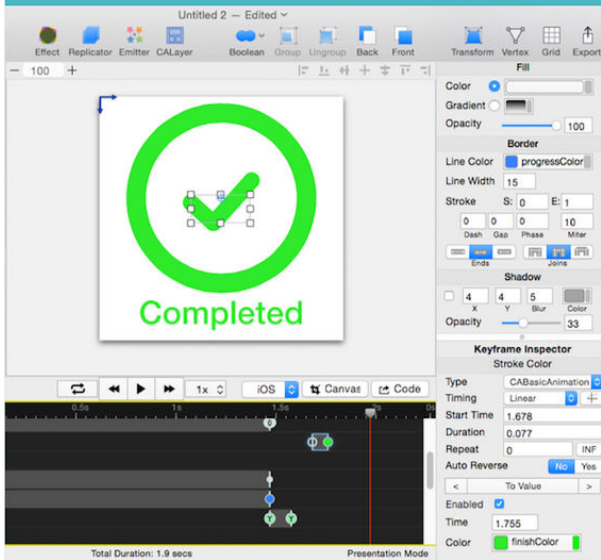 Untitled 2 — Edited
Effect Replicator Emitter CALayer Boolean Group Ungroup Back Front Transform Vertex Grid Export
− 100 +
Completed
Fill
Color
Gradient
Opacity 100
Border
Line Color progressColor
Line Width 15
Stroke S: 0 E: 1
0 0 0 10
Dash Gap Phase Miter
Ends Joins
Shadow
4 4 5
X Y Blur Color
Opacity 33
Keyframe Inspector
Stroke Color
Type CABasicAnimation
Timing Linear
Start Time 1.678
Duration 0.077
Repeat 0 INF
Auto Reverse No Yes
< To Value >
Enabled
Time 1.755
Color finishColor
1x iOS Canvas Code
0.5s 1s 1.5s
Total Duration: 1.9 secs Presentation Mode